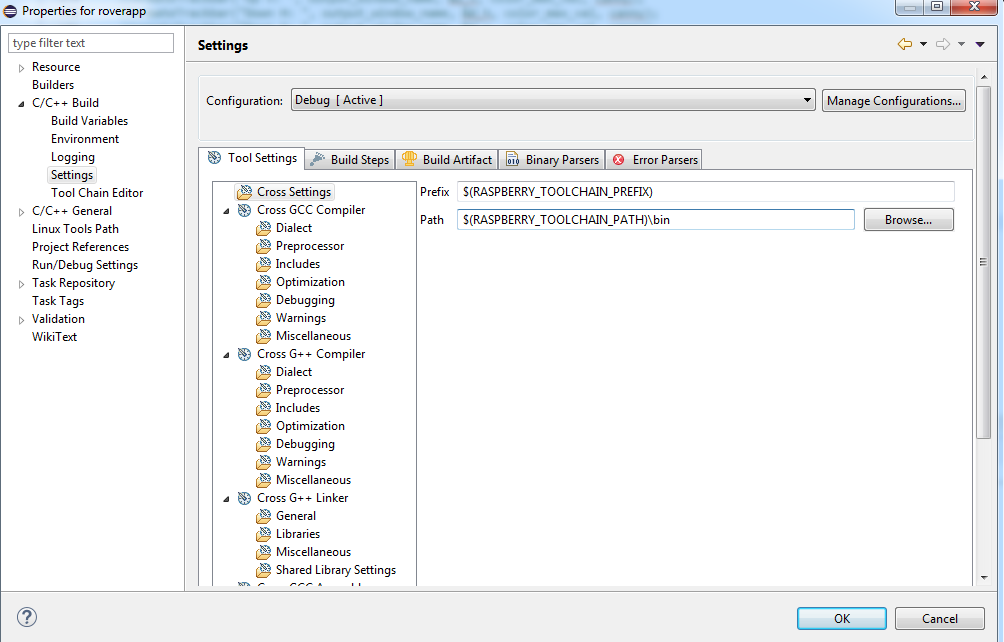 Properties for roverapp
type filter text
Resource
Builders
C/C++ Build
Build Variables
Environment
Logging
Settings
Tool Chain Editor
C/C++ General
Linux Tools Path
Project References
Run/Debug Settings
Task Repository
Task Tags
Validation
WikiText
Settings
Configuration: Debug [ Active ] Manage Configurations...
Tool Settings Build Steps Build Artifact Binary Parsers Error Parsers
Cross Settings
Cross GCC Compiler
Dialect
Preprocessor
Includes
Optimization
Debugging
Warnings
Miscellaneous
Cross G++ Compiler
Dialect
Preprocessor
Includes
Optimization
Debugging
Warnings
Miscellaneous
Cross G++ Linker
General
Libraries
Miscellaneous
Shared Library Settings
Prefix $(RASPBERRY_TOOLCHAIN_PREFIX)
Path $(RASPBERRY_TOOLCHAIN_PATH)\bin Browse...
OK Cancel